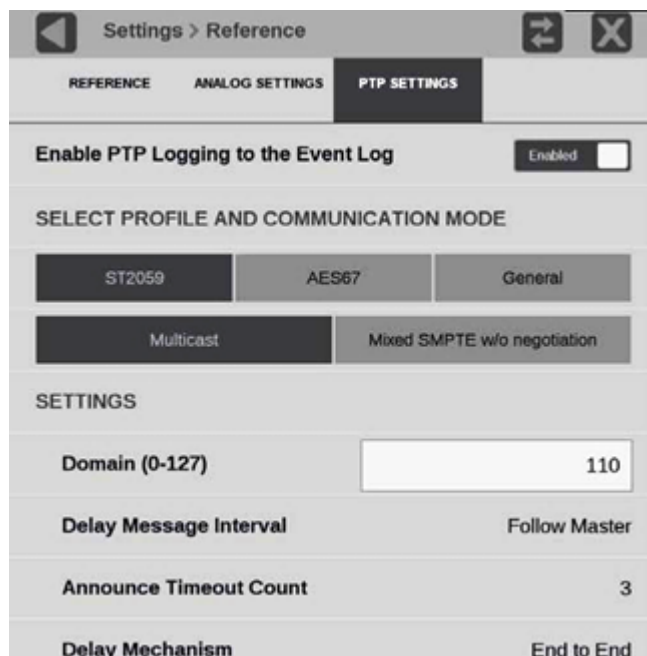 Settings > Reference
REFERENCE ANALOG SETTINGS PTP SETTINGS
Enable PTP Logging to the Event Log Enabled
SELECT PROFILE AND COMMUNICATION MODE
ST2059 AES67 General
Multicast Mixed SMPTE w/o negotiation
SETTINGS
Domain (0-127) 110
Delay Message Interval Follow Master
Announce Timeout Count 3
Delay Mechanism End to End